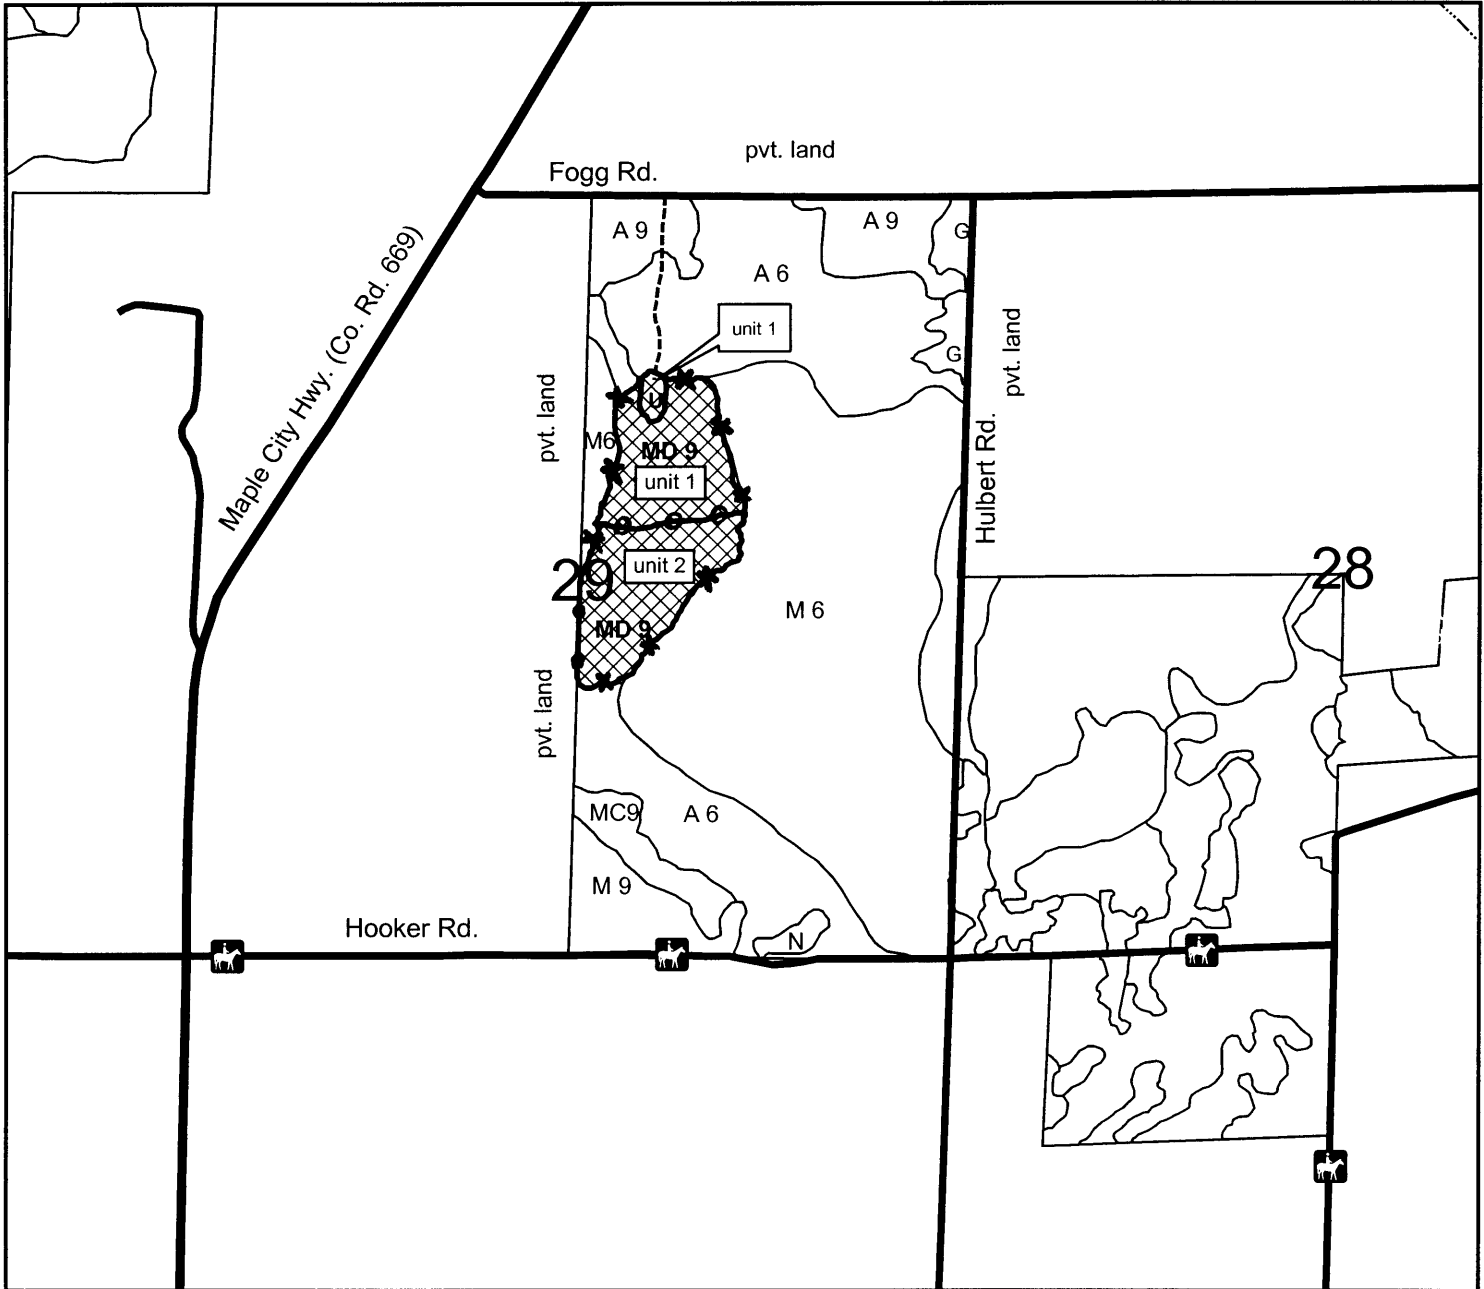 pvt. land
Fogg Rd.
A 9
A 9
G
A 6
unit 1
G
pvt. land
Maple City Hwy. (Co. Rd. 669)
pvt. land
U
M6
MD 9
unit 1
Hulbert Rd.
unit 2
29
28
M 6
MD 9
pvt. land
MC9
A 6
M 9
Hooker Rd.
N